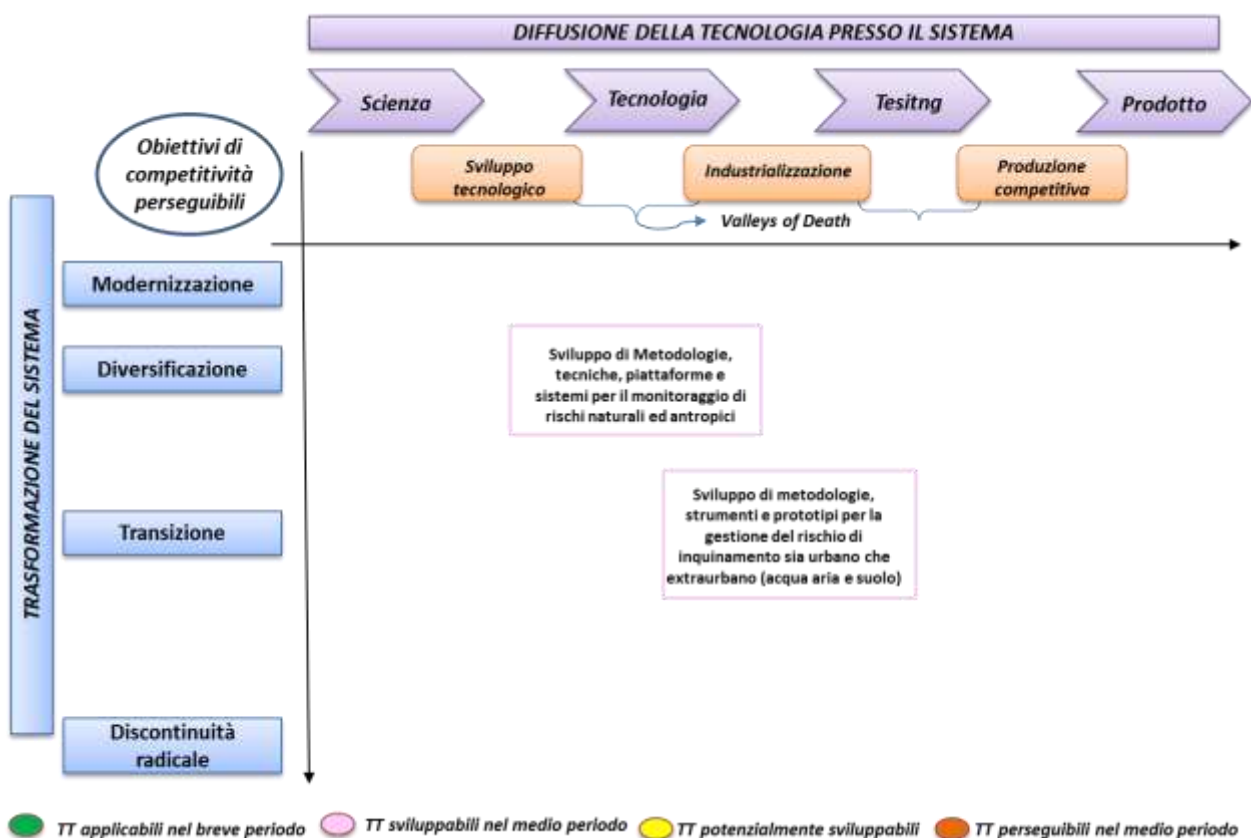 DIFFUSIONE DELLA TECNOLOGIA PRESSO IL SISTEMA
Scienza
Tecnologia
Tesitng
Prodotto
Obiettivi di
competitività
perseguibili
Sviluppo
tecnologico
Industrializzazione
Produzione
competitiva
Valleys of Death
TRASFORMAZIONE DEL SISTEMA
Modernizzazione
Diversificazione
Transizione
Discontinuità
radicale
Sviluppo di Metodologie,
tecniche, piattaforme e
sistemi per il monitoraggio di
rischi naturali ed antropici
Sviluppo di metodologie,
strumenti e prototipi per la
gestione del rischio di
inquinamento sia urbano che
extraurbano (acqua aria e suolo)
TT applicabili nel breve periodo
TT sviluppabili nel medio periodo
TT potenzialmente sviluppabili
TT perseguibili nel medio periodo